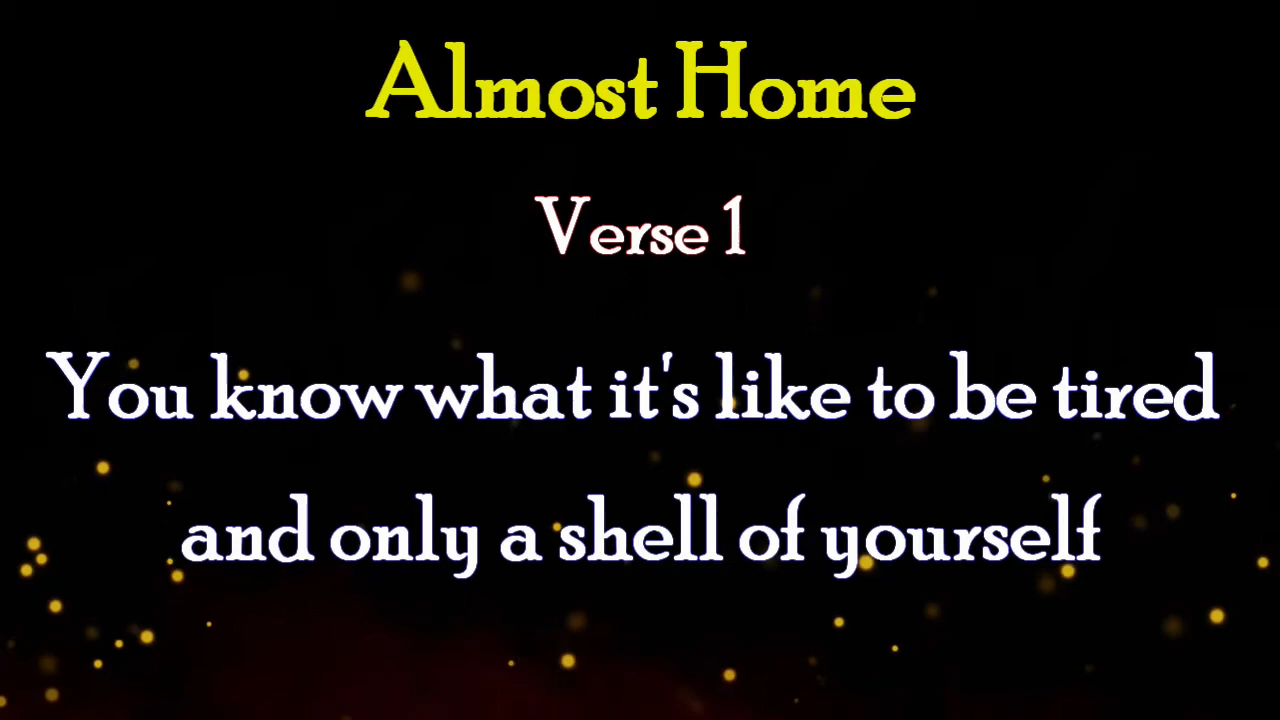 Almost Home
Verse 1
You know what it's like to be tired
and only a shell of yourself